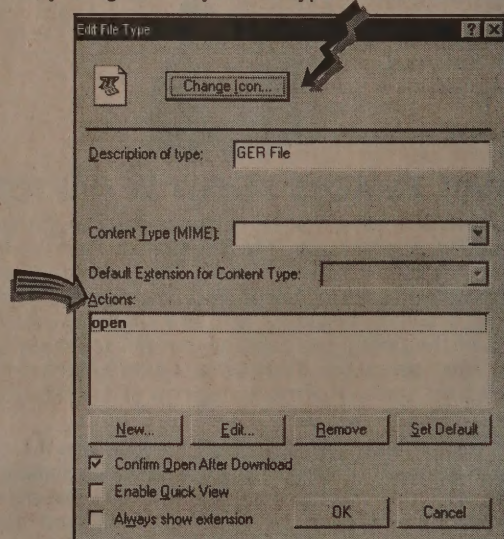 Edit File Type
Change Icon...
Description of type: GER File
Content Type (MIME):
Default Extension for Content Type:
Actions:
open
New... Edit... Remove Set Default
Confirm Open After Download
Enable Quick View
Always show extension OK Cancel